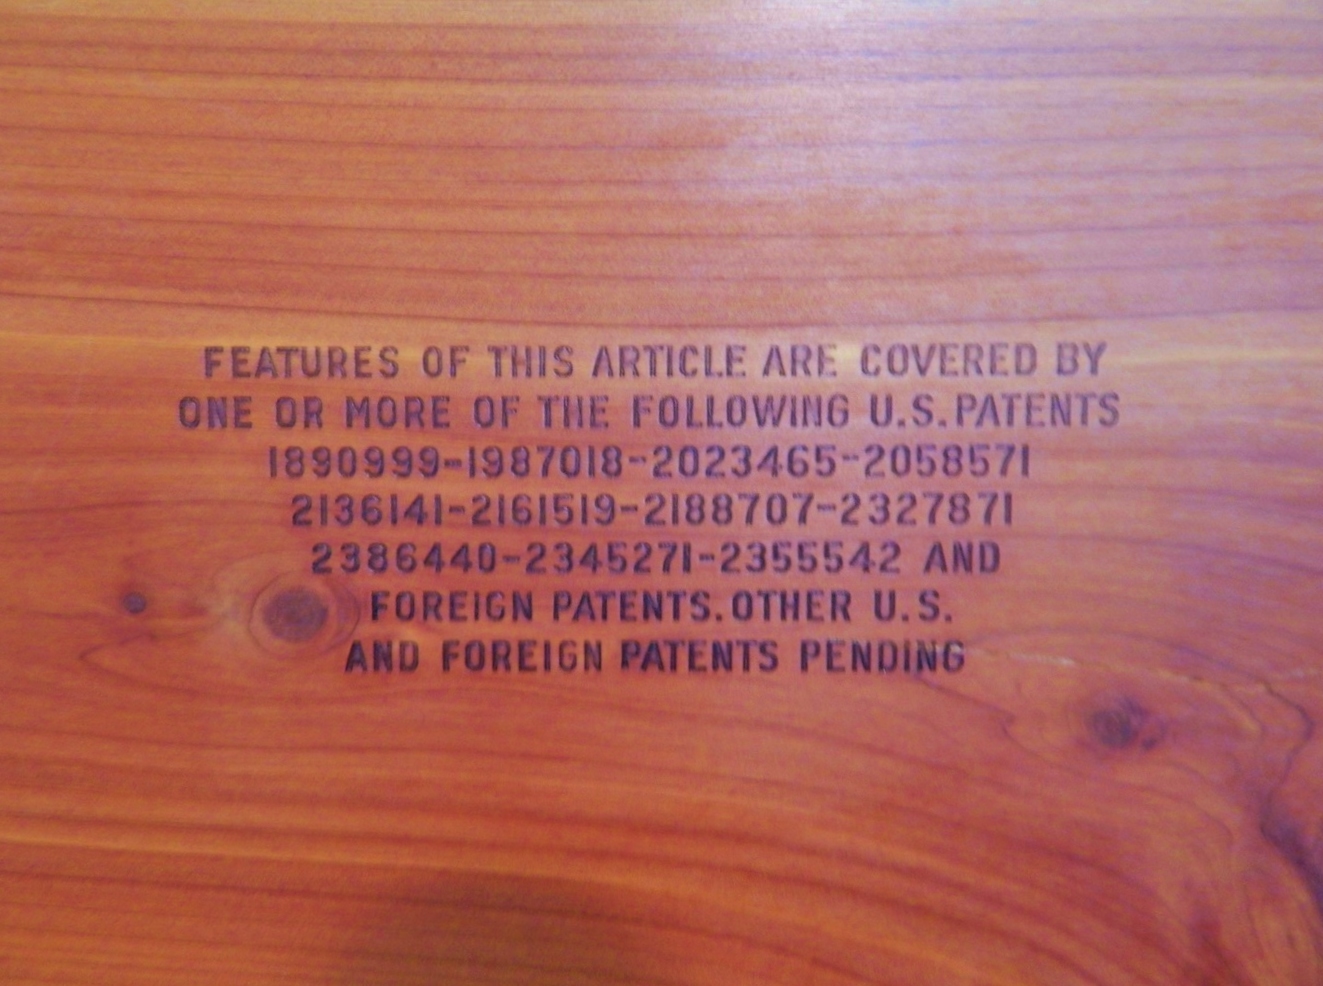 FEATURES OF THIS ARTICLE ARE COVERED BY
ONE OR MORE OF THE FOLLOWING U.S. PATENTS
1890999-1987018-2023465-2058571
2136141-2161519-2188707-2327871
2386440-2345271-2355542 AND
FOREIGN PATENTS. OTHER U.S.
AND FOREIGN PATENTS PENDING